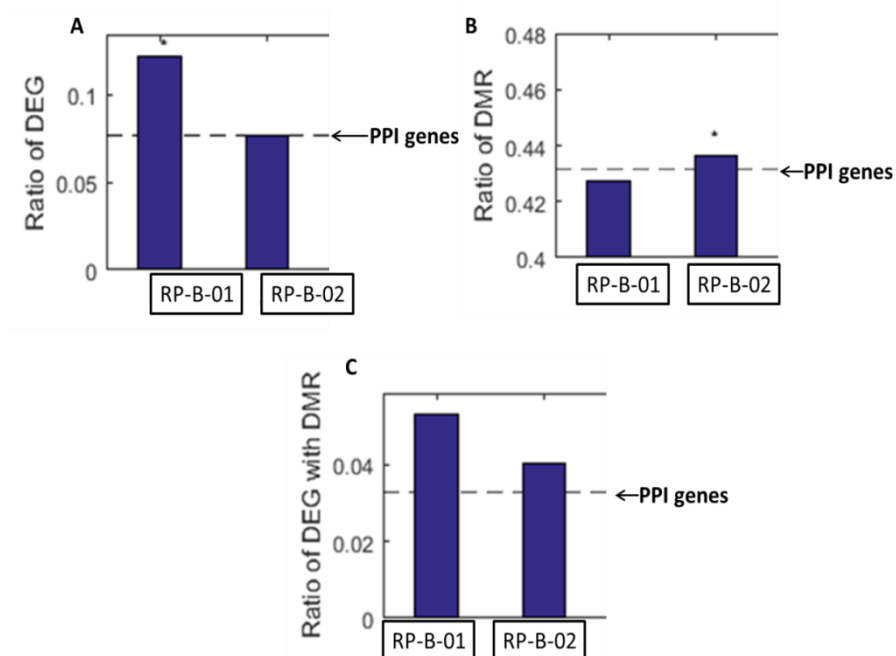 A
Ratio of DEG
0.1
0.05
0
*
PPI genes
RP-B-01
RP-B-02
B
Ratio of DMR
0.48
0.46
0.44
0.42
0.4
*
PPI genes
RP-B-01
RP-B-02
C
Ratio of DEG with DMR
0.04
0.02
0
PPI genes
RP-B-01
RP-B-02